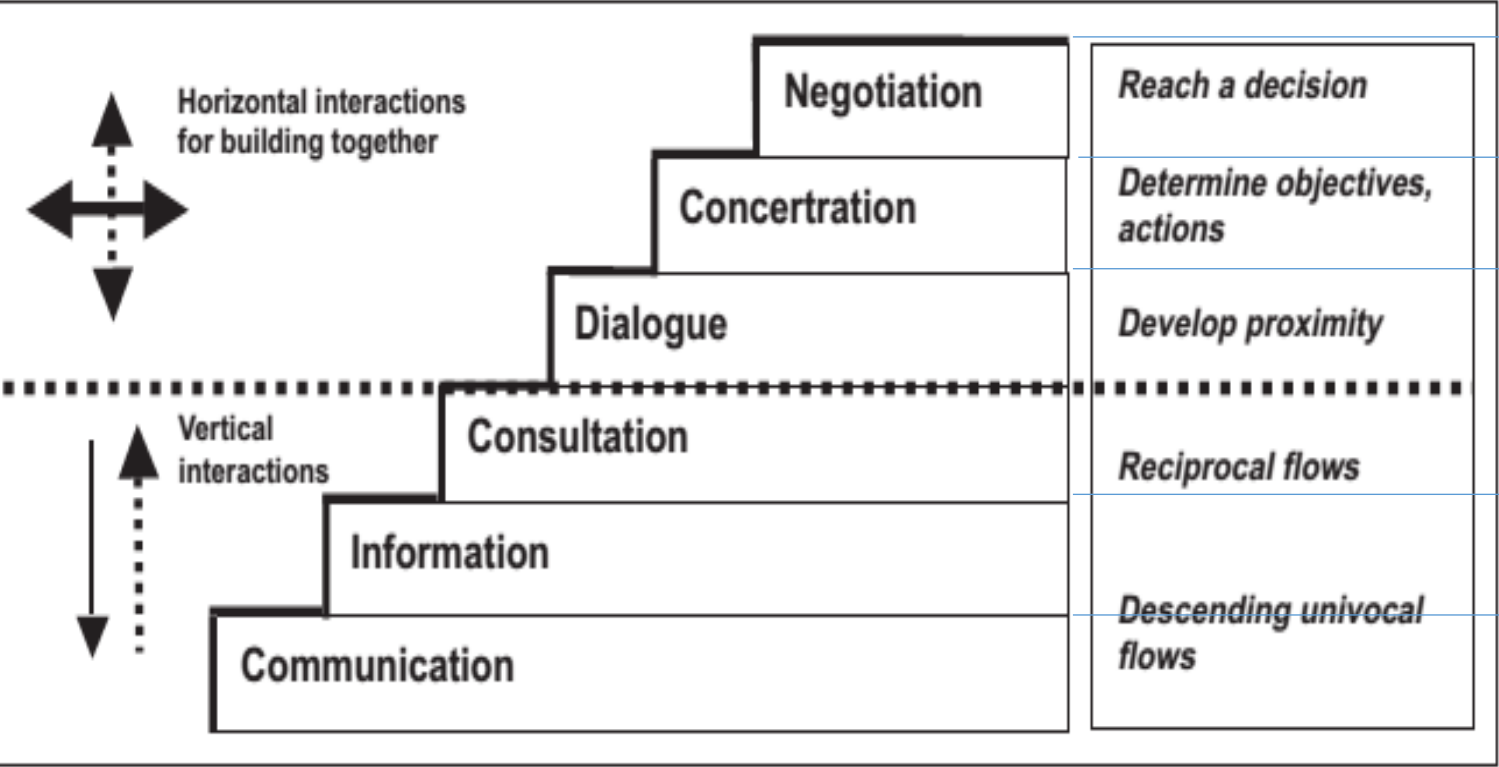 Horizontal interactions
for building together
Negotiation
Reach a decision
Concertration
Determine objectives,
actions
Dialogue
Develop proximity
Vertical
interactions
Consultation
Reciprocal flows
Information
Communication
Descending univocal
flows